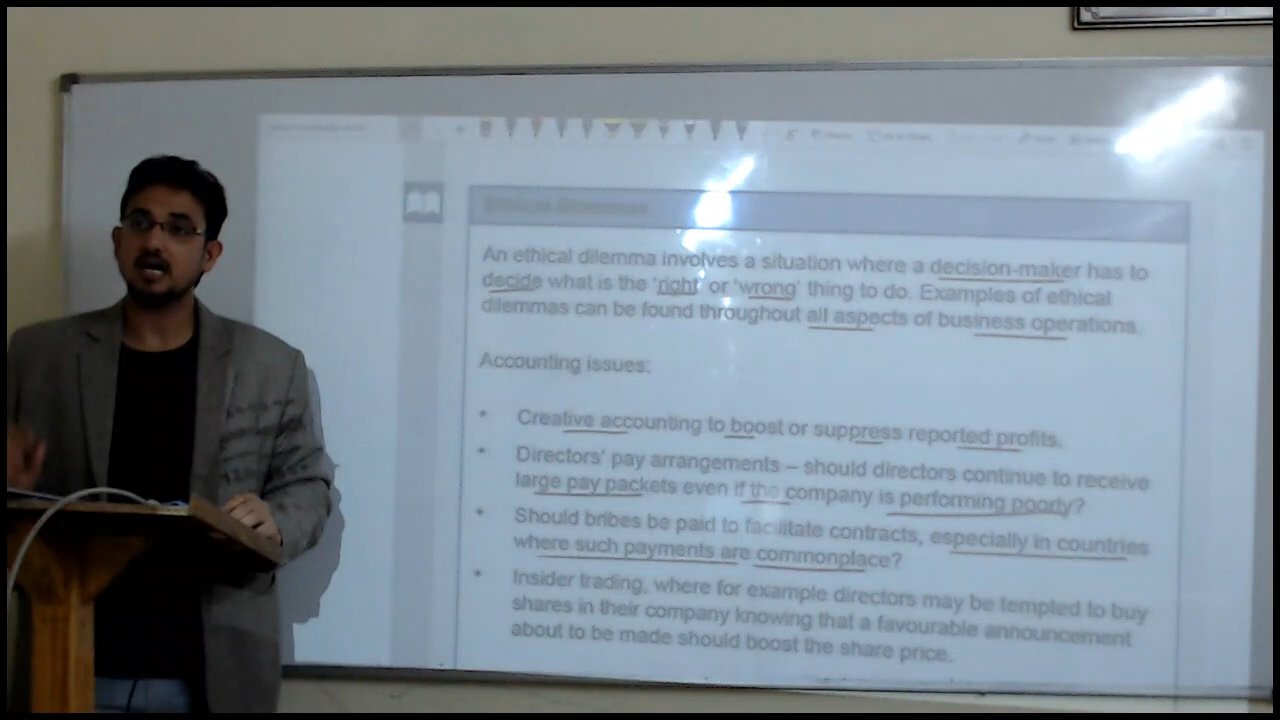 An ethical dilemma involves a situation where a decision-maker has to
decide what is the 'right' or 'wrong' thing to do. Examples of ethical
dilemmas can be found throughout all aspects of business operations.
Accounting issues:
• Creative accounting to boost or suppress reported profits.
• Directors' pay arrangements – should directors continue to receive
large pay packets even if the company is performing poorly?
• Should bribes be paid to facilitate contracts, especially in countries
where such payments are commonplace?
• Insider trading, where for example directors may be tempted to buy
shares in their company knowing that a favourable announcement
about to be made should boost the share price.